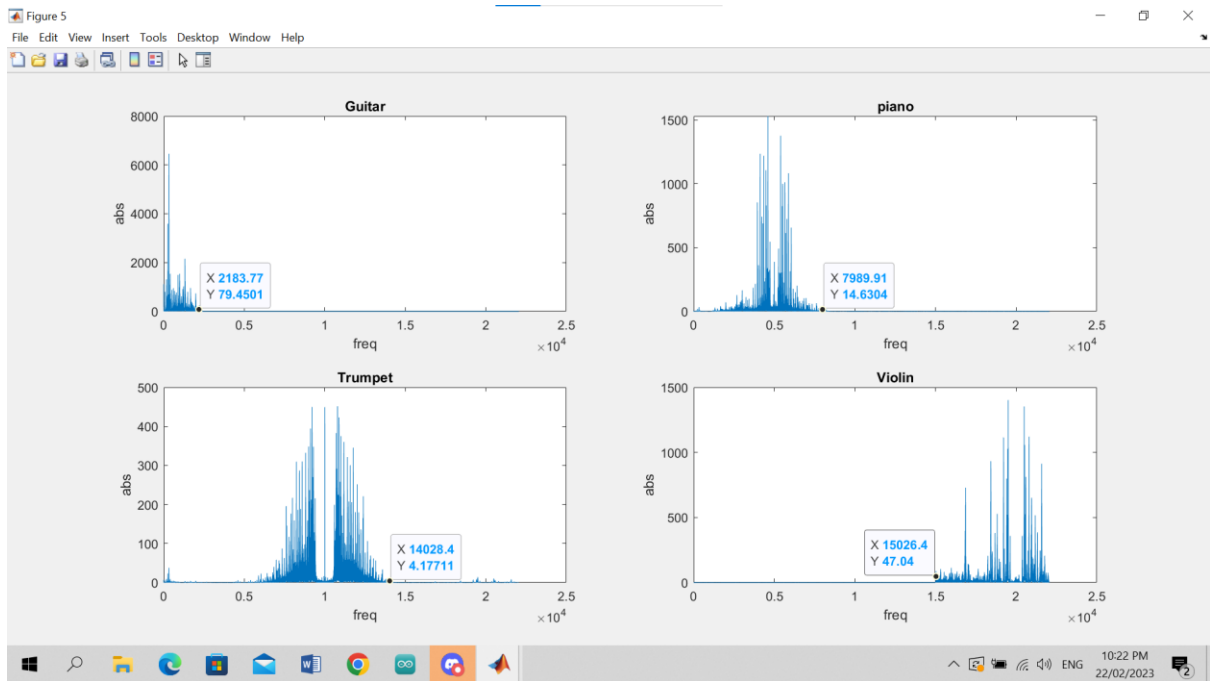 Figure 5
File Edit View Insert Tools Desktop Window Help
Guitar
8000
6000
4000
2000
0
abs
X 2183.77
Y 79.4501
0 0.5 1 1.5 2 2.5
freq
×10^4
piano
1500
1000
500
0
abs
X 7989.91
Y 14.6304
0 0.5 1 1.5 2 2.5
freq
×10^4
Trumpet
500
400
300
200
100
0
abs
X 14028.4
Y 4.17711
0 0.5 1 1.5 2 2.5
freq
×10^4
Violin
1500
1000
500
0
abs
X 15026.4
Y 47.04
0 0.5 1 1.5 2 2.5
freq
×10^4
ENG
10:22 PM
22/02/2023
2